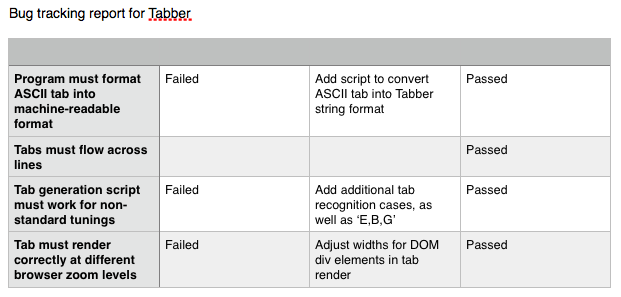 Bug tracking report for Tabber
Program must format Failed Add script to convert Passed
ASCII tab into ASCII tab into Tabber
machine-readable string format
format
Tabs must flow across Passed
lines
Tab generation script Failed Add additional tab Passed
must work for non- recognition cases, as
standard tunings well as ‘E,B,G’
Tab must render Failed Adjust widths for DOM Passed
correctly at different div elements in tab
browser zoom levels render